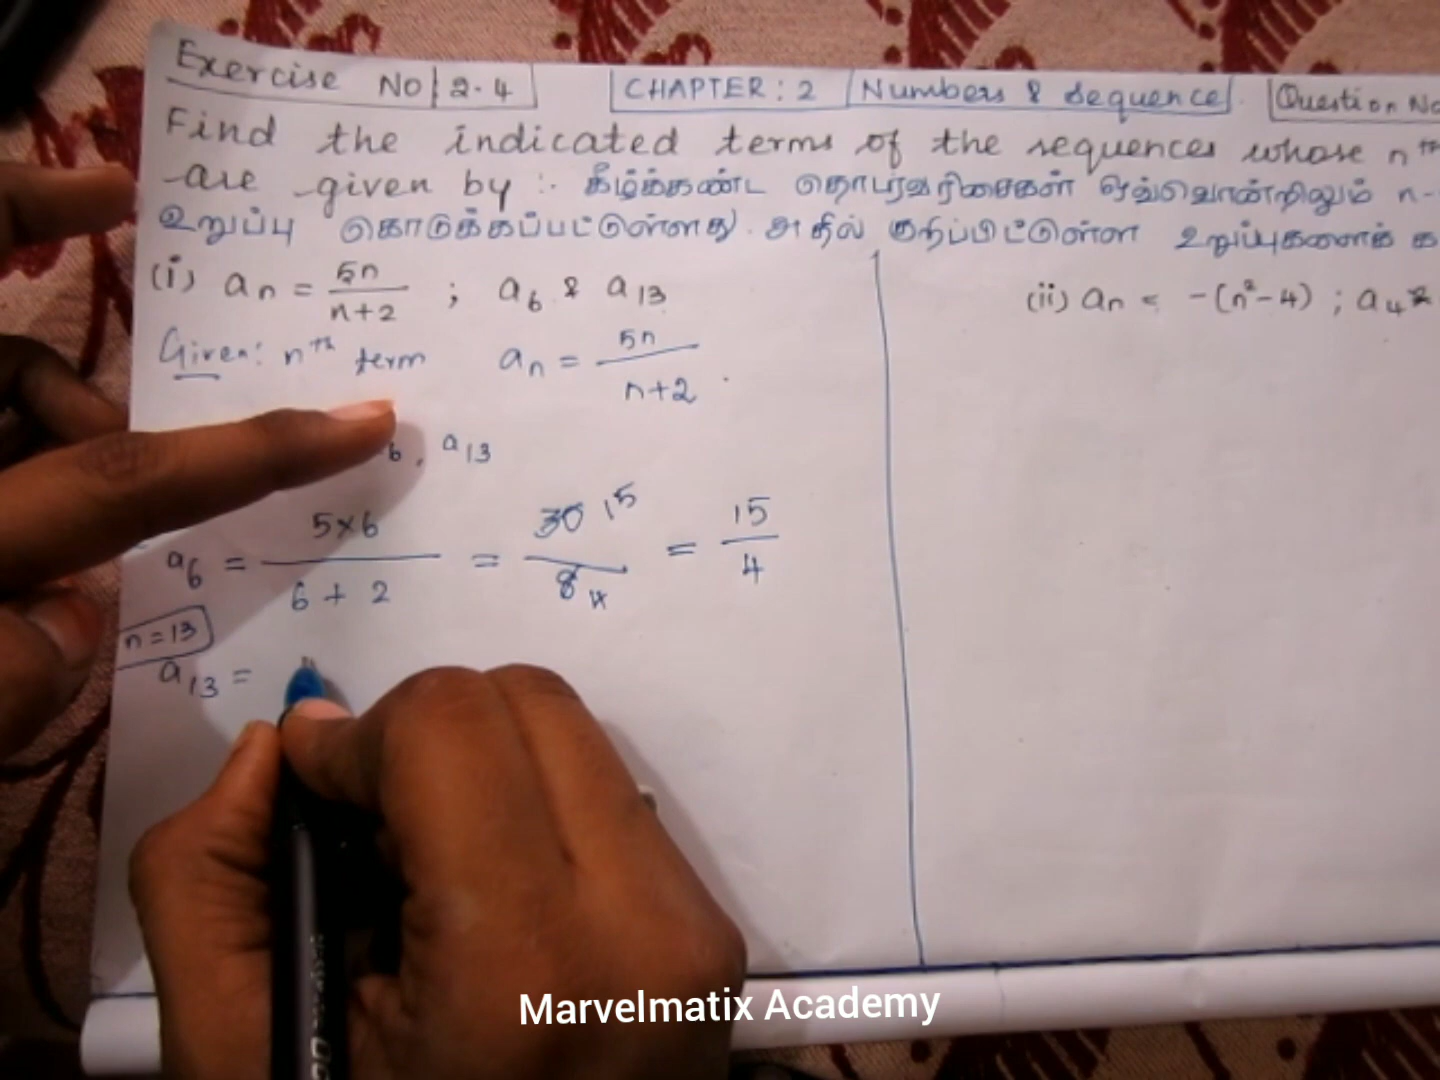 Exercise No 2.4 CHAPTER: 2 Numbers & Sequence Question No
Find the indicated terms of the sequences whose nth
are given by:- கீழ்க்கண்ட தொடர்வரிசைகள் ஒவ்வொன்றிலும் n-
உறுப்பு கொடுக்கப்பட்டுள்ளது. அதில் குறிப்பிட்டுள்ள உறுப்புகளைக் க
(i) an = 5n/n+2 ; a6 & a13
(ii) an = -(n²-4) ; a4 &
Given: nth term an = 5n/n+2.
6, a13
a6 = 5×6/6+2 = 30 15/8 4 = 15/4
n=13
a13 =
Marvelmatix Academy